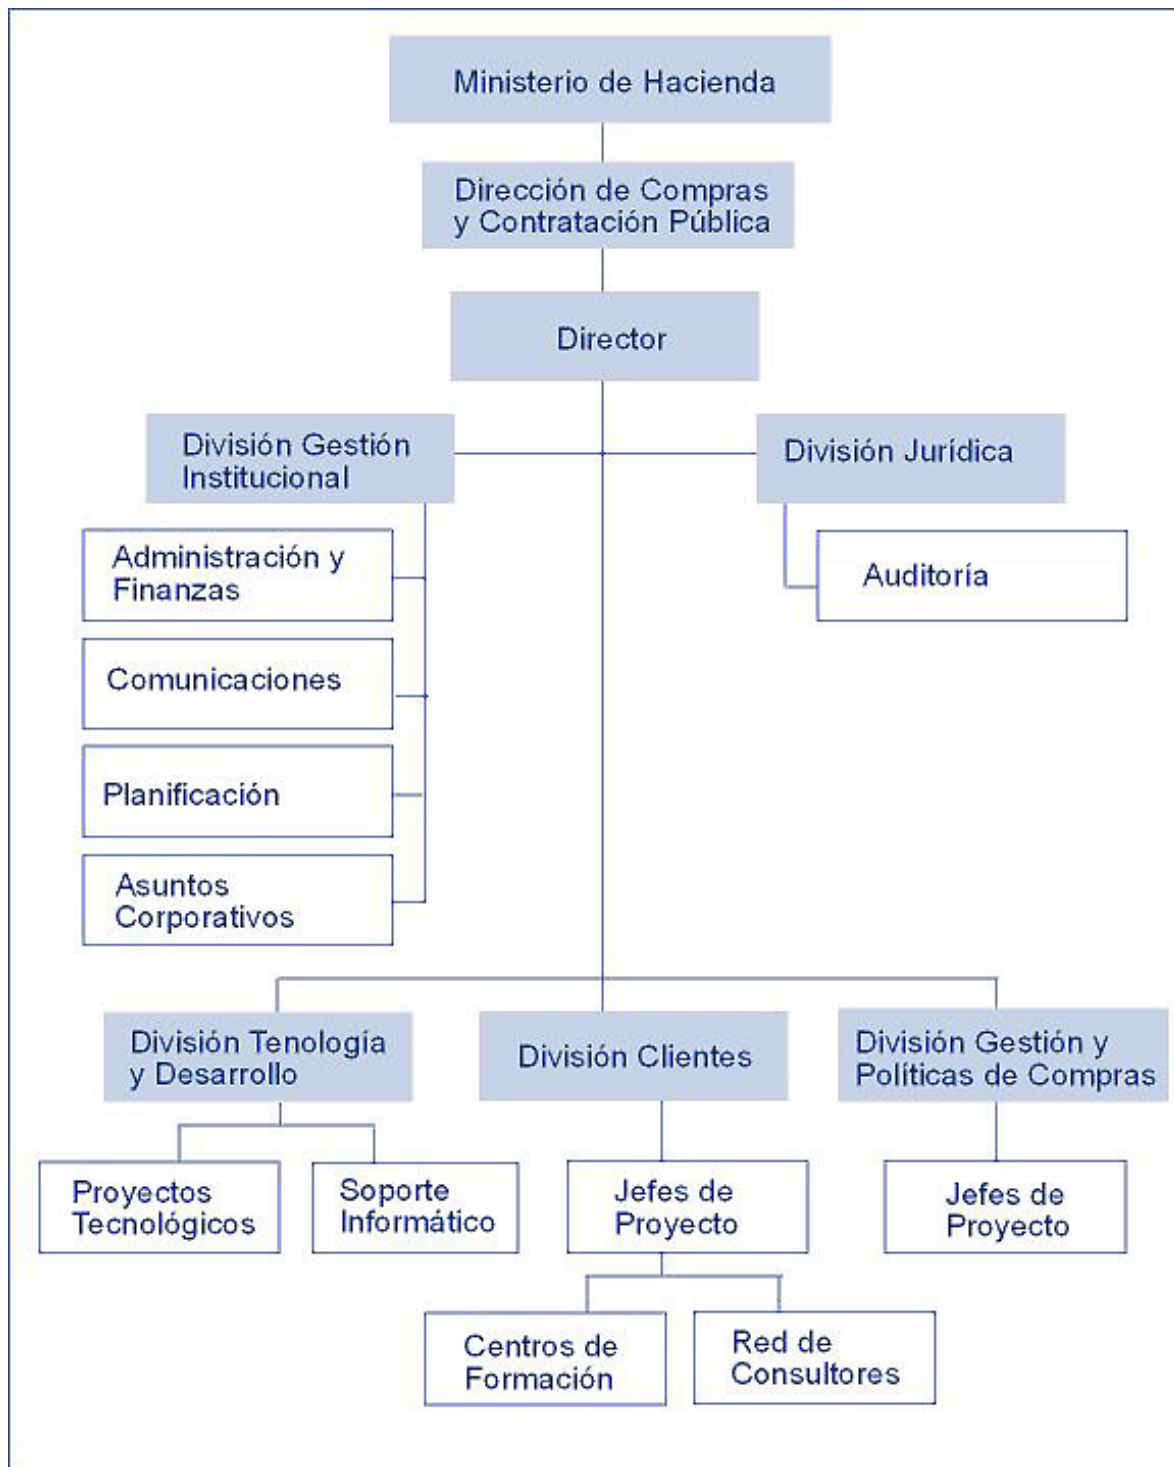 Ministerio de Hacienda
Dirección de Compras
y Contratación Pública
Director
División Gestión
Institucional
División Jurídica
Administración y
Finanzas
Auditoría
Comunicaciones
Planificación
Asuntos
Corporativos
División Tenología
y Desarrollo
División Clientes
División Gestión y
Políticas de Compras
Proyectos
Tecnológicos
Soporte
Informático
Jefes de
Proyecto
Jefes de
Proyecto
Centros de
Formación
Red de
Consultores